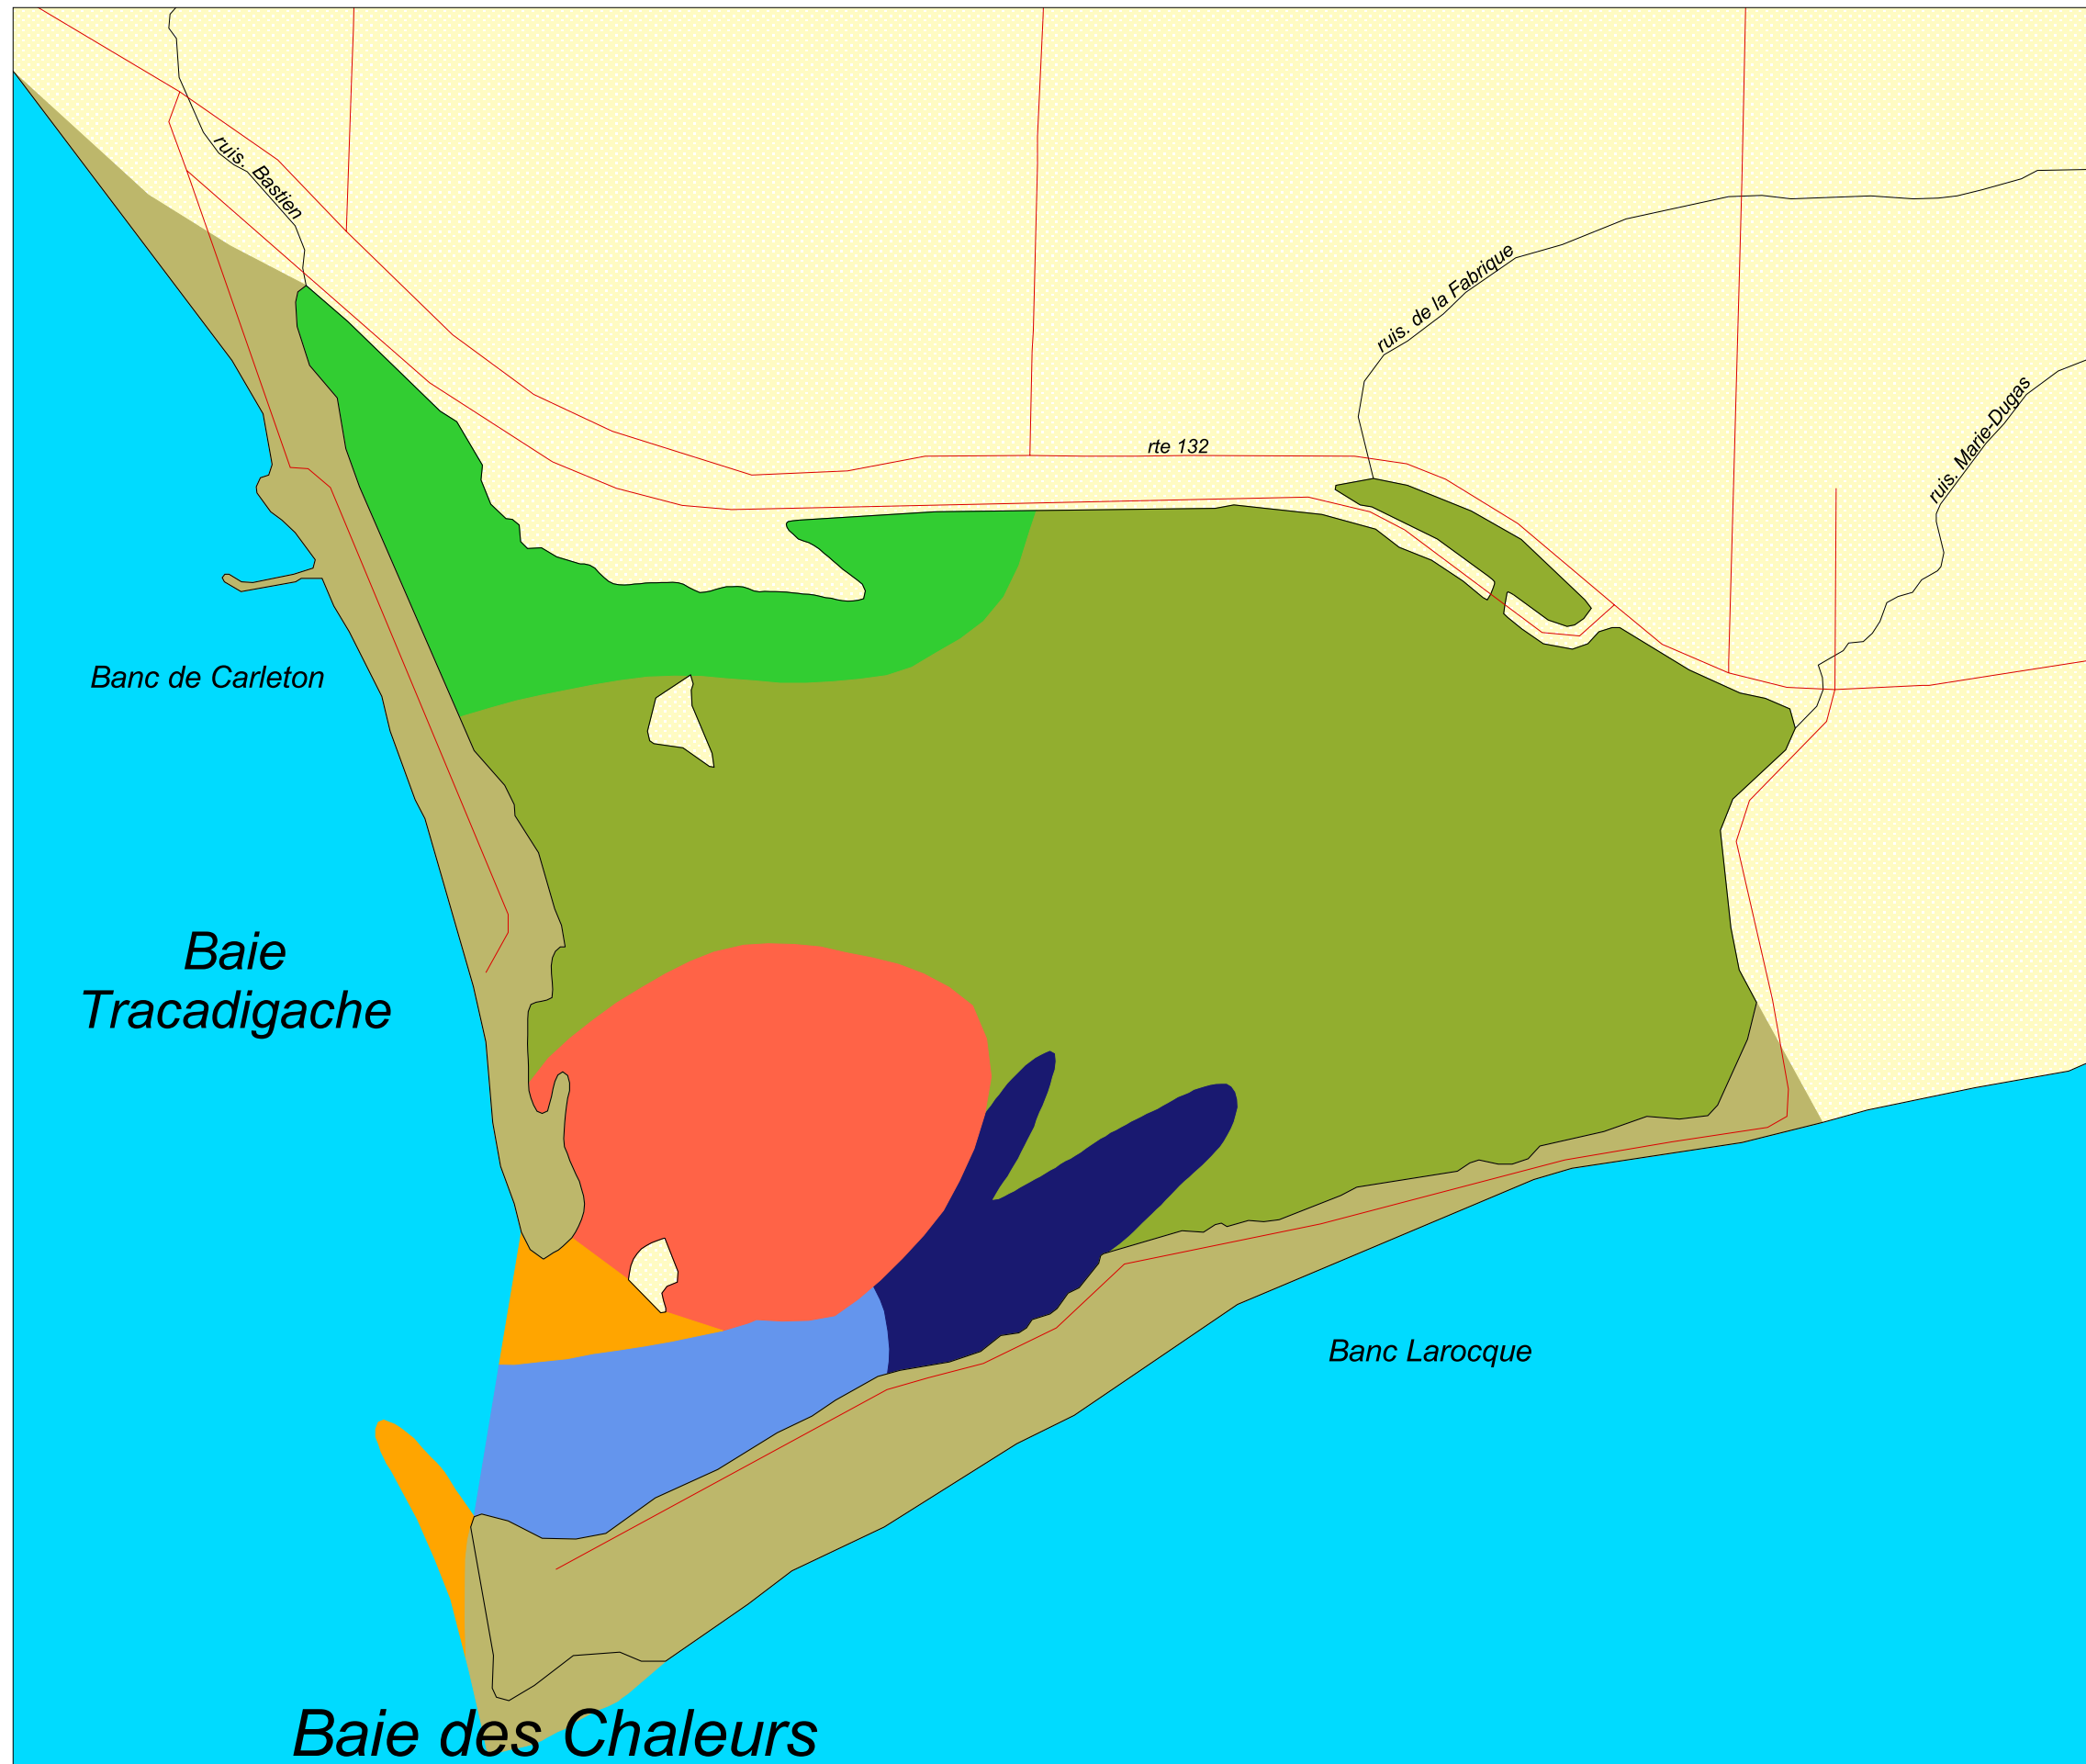 ruis. Bastien
ruis. de la Fabrique
ruis. Marie-Dugas
rte 132
Banc de Carleton
Baie
Tracadigache
Banc Larocque
Baie des Chaleurs